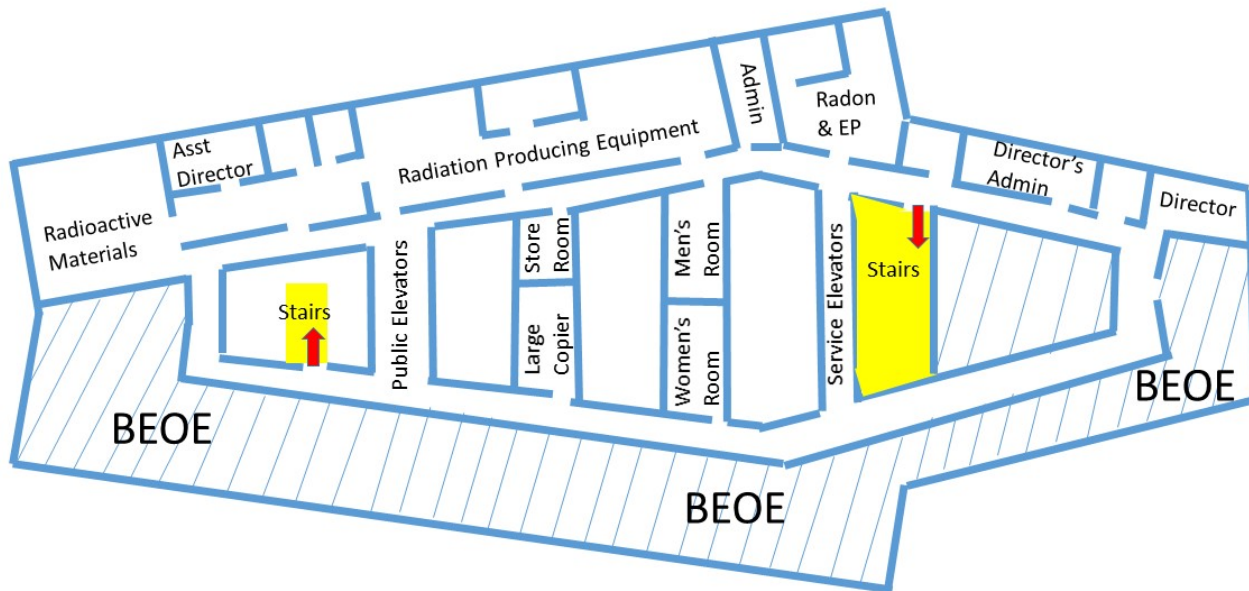 Admin
Radon
& EP
Asst
Director
Radiation Producing Equipment
Director's
Admin
Director
Radioactive
Materials
Store
Room
Men's
Room
Stairs
Stairs
Public Elevators
Large
Copier
Women's
Room
Service Elevators
BEOE
BEOE
BEOE